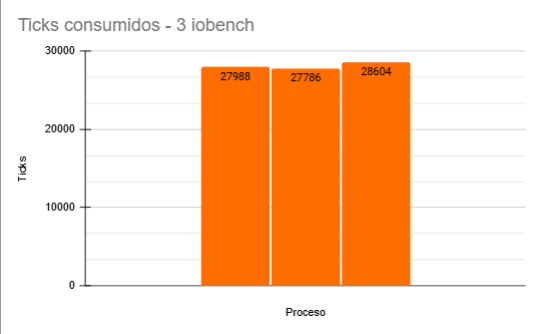 Ticks consumidos - 3 iobench
30000
20000
10000
0
Ticks
27988
27786
28604
Proceso